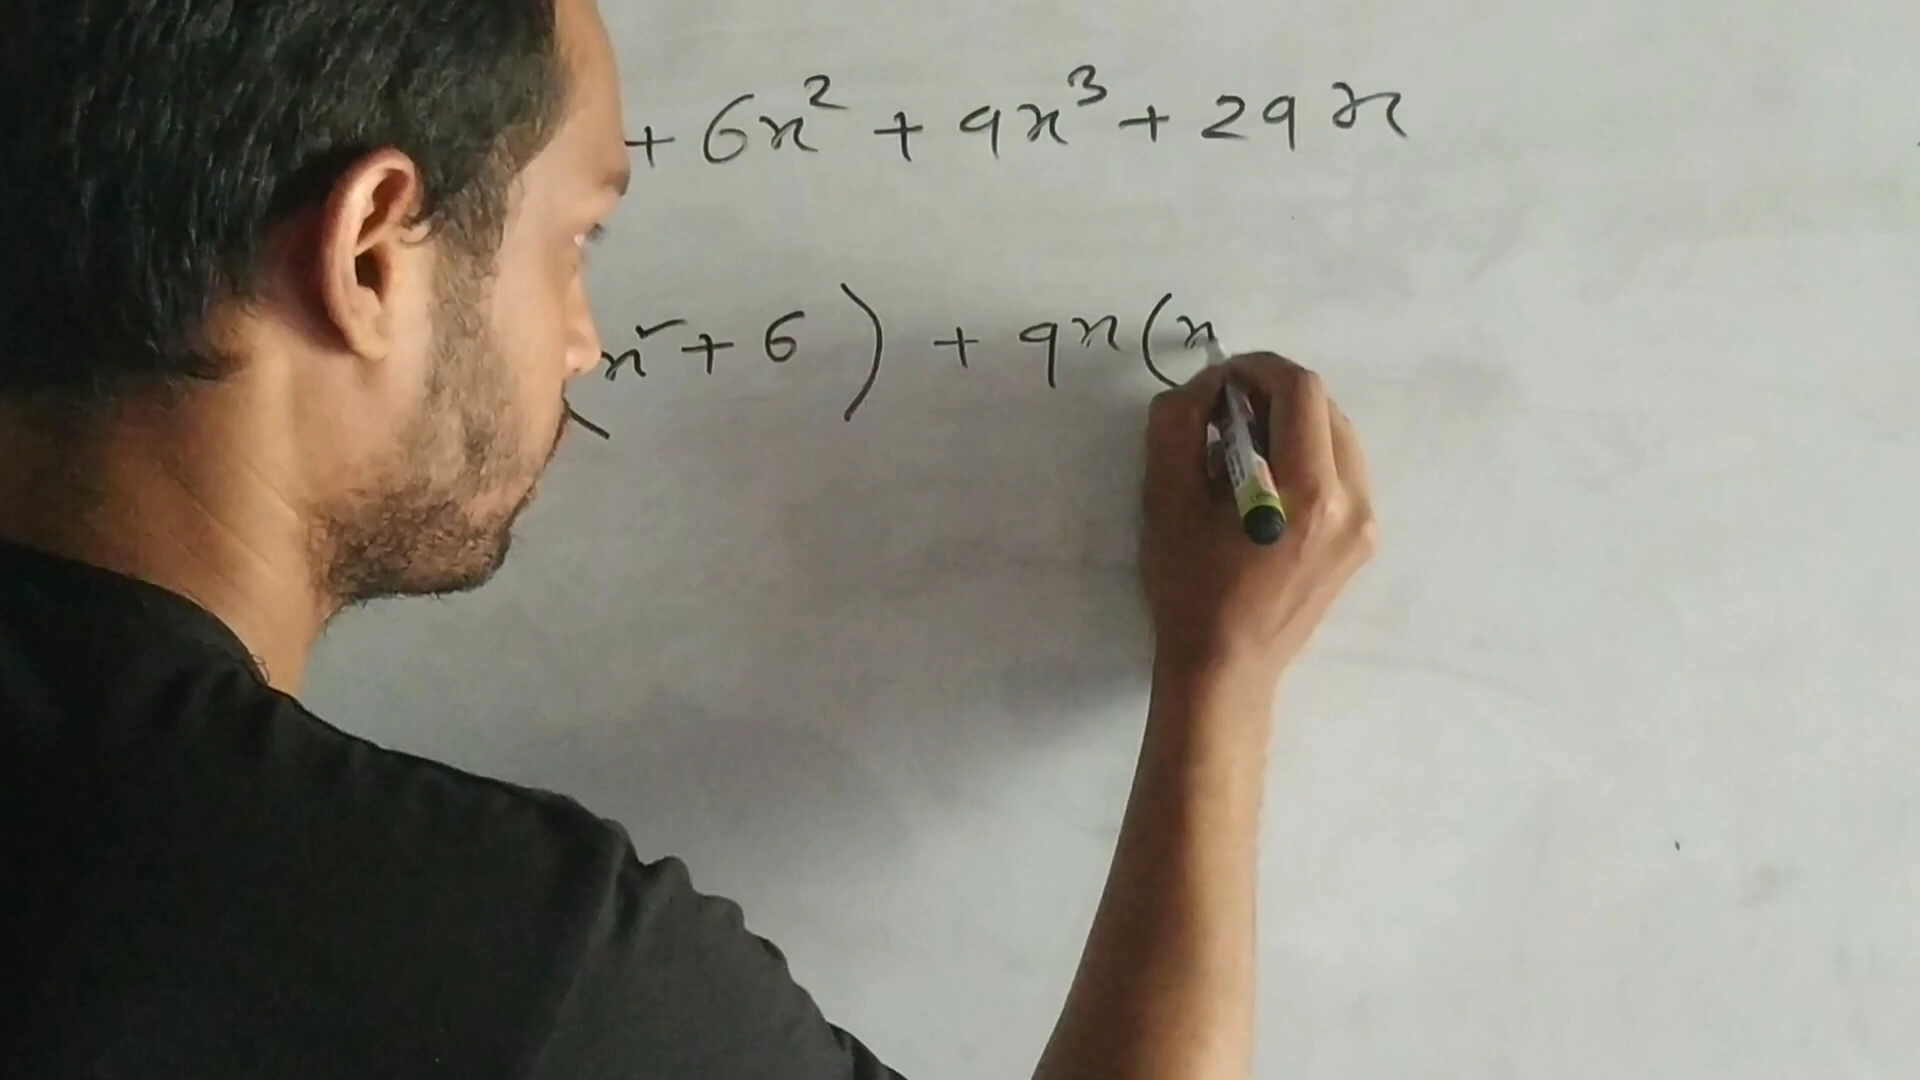 + 6x² + 9x³ + 29x
x² + 6) + 9x(x